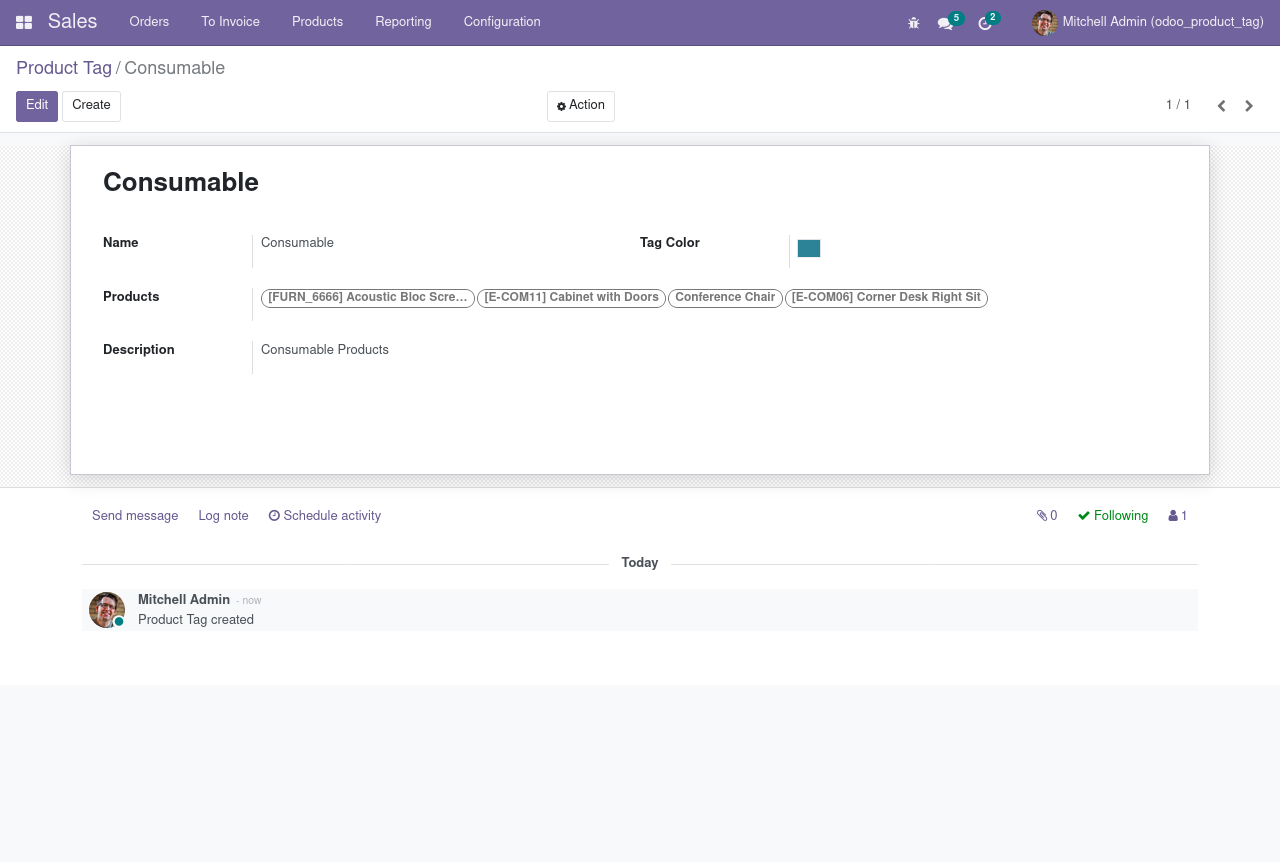 Sales Orders To Invoice Products Reporting Configuration 5 2 Mitchell Admin (odoo_product_tag)
Product Tag / Consumable
Edit Create Action 1 / 1
Consumable
Name Consumable Tag Color
Products [FURN_6666] Acoustic Bloc Scre... [E-COM11] Cabinet with Doors Conference Chair [E-COM06] Corner Desk Right Sit
Description Consumable Products
Send message Log note Schedule activity 0 Following 1
Today
Mitchell Admin - now
Product Tag created